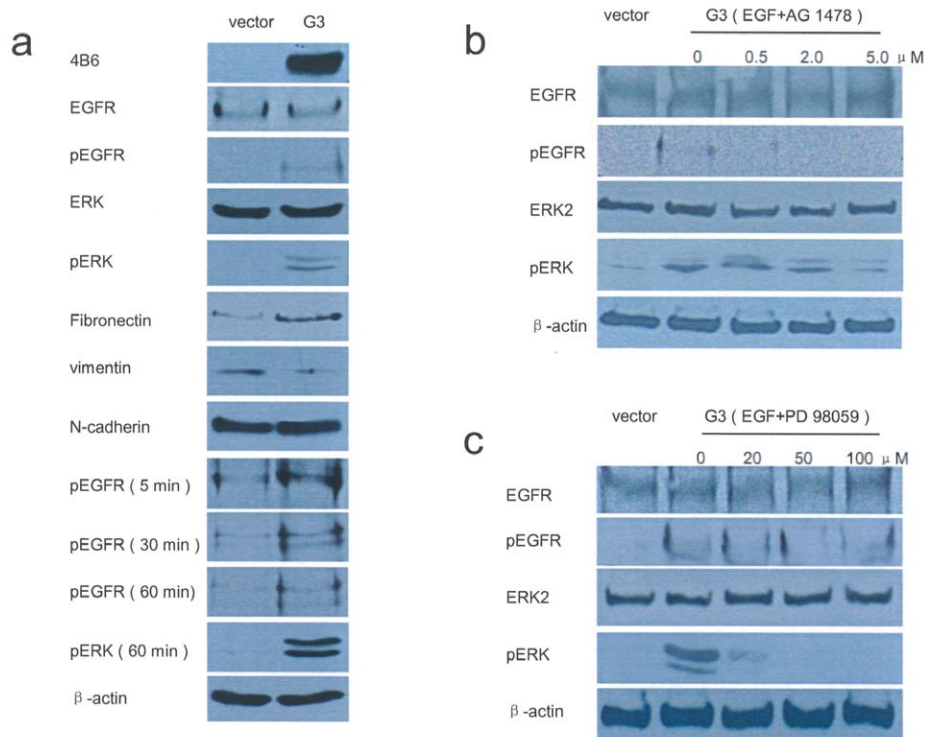 a
vector G3
4B6
EGFR
pEGFR
ERK
pERK
Fibronectin
vimentin
N-cadherin
pEGFR ( 5 min )
pEGFR ( 30 min )
pEGFR ( 60 min)
pERK ( 60 min )
β-actin
b
vector G3 ( EGF+AG 1478 )
0 0.5 2.0 5.0 μM
EGFR
pEGFR
ERK2
pERK
β-actin
c
vector G3 ( EGF+PD 98059 )
0 20 50 100 μM
EGFR
pEGFR
ERK2
pERK
β-actin